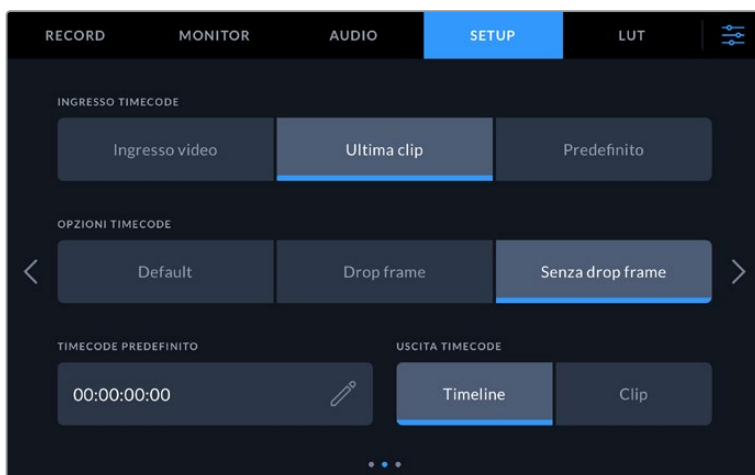 RECORD MONITOR AUDIO SETUP LUT
INGRESSO TIMECODE
Ingresso video Ultima clip Predefinito
OPZIONI TIMECODE
Default Drop frame Senza drop frame
TIMECODE PREDEFINITO USCITA TIMECODE
00:00:00:00 Timeline Clip